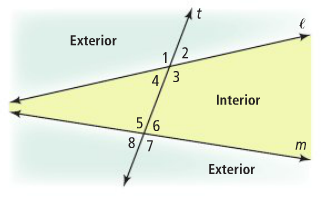 t
ℓ
Exterior
1 2
4 3
Interior
5 6
8 7
m
Exterior